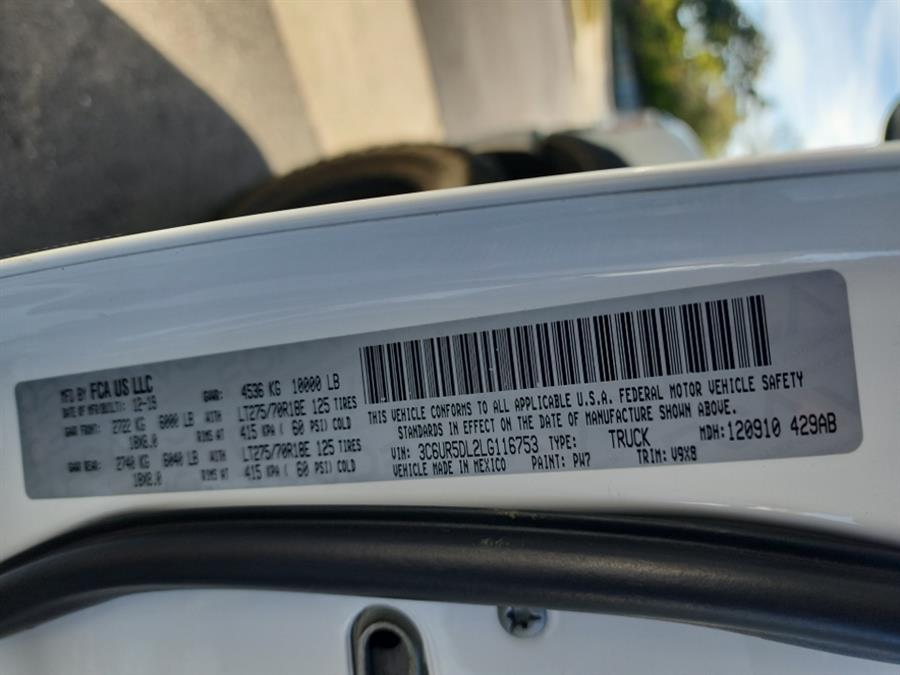 MFD BY FCA US LLC
DATE OF MFR(BUILT): 12-19
GVWR: 4536 KG 10000 LB
GAWR FRONT: 2722 KG 6000 LB WITH LT275/70R18E 125 TIRES
18X8.0 RIMS AT 415 KPA ( 60 PSI) COLD
GAWR REAR: 2740 KG 6040 LB WITH LT275/70R18E 125 TIRES
18X8.0 RIMS AT 415 KPA ( 60 PSI) COLD
THIS VEHICLE CONFORMS TO ALL APPLICABLE U.S.A. FEDERAL MOTOR VEHICLE SAFETY
STANDARDS IN EFFECT ON THE DATE OF MANUFACTURE SHOWN ABOVE.
VIN: 3C6UR5DL2LG116753 TYPE: TRUCK MDH: 120910 429AB
VEHICLE MADE IN MEXICO PAINT: PW7 TRIM: V9X8